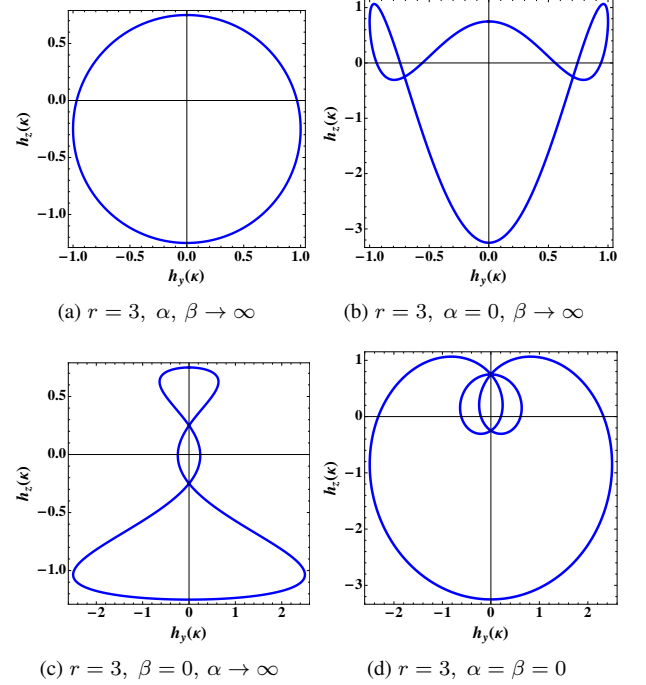 0.5
0.0
−0.5
−1.0
h_z(κ)
−1.0 −0.5 0.0 0.5 1.0
h_y(κ)
(a) r = 3, α, β → ∞
1
0
−1
−2
−3
h_z(κ)
−1.0 −0.5 0.0 0.5 1.0
h_y(κ)
(b) r = 3, α = 0, β → ∞
0.5
0.0
−0.5
−1.0
h_z(κ)
−2 −1 0 1 2
h_y(κ)
(c) r = 3, β = 0, α → ∞
1
0
−1
−2
−3
h_z(κ)
−2 −1 0 1 2
h_y(κ)
(d) r = 3, α = β = 0